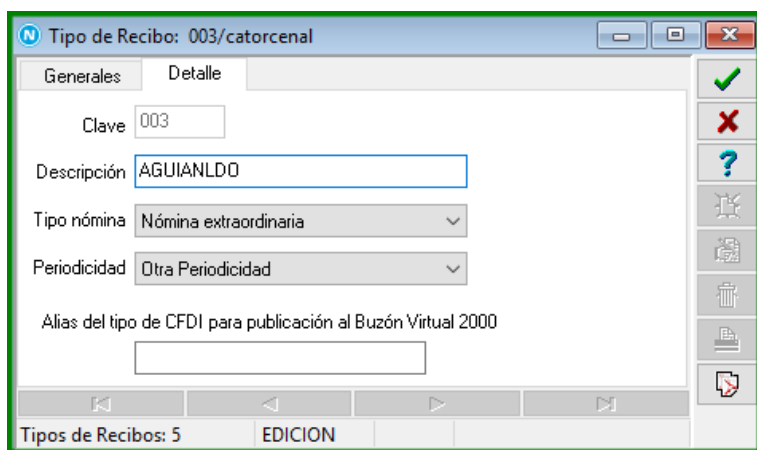 N Tipo de Recibo: 003/catorcenal
Generales Detalle
Clave 003
Descripción AGUIANLDO
Tipo nómina Nómina extraordinaria
Periodicidad Otra Periodicidad
Alias del tipo de CFDI para publicación al Buzón Virtual 2000
Tipos de Recibos: 5 EDICION